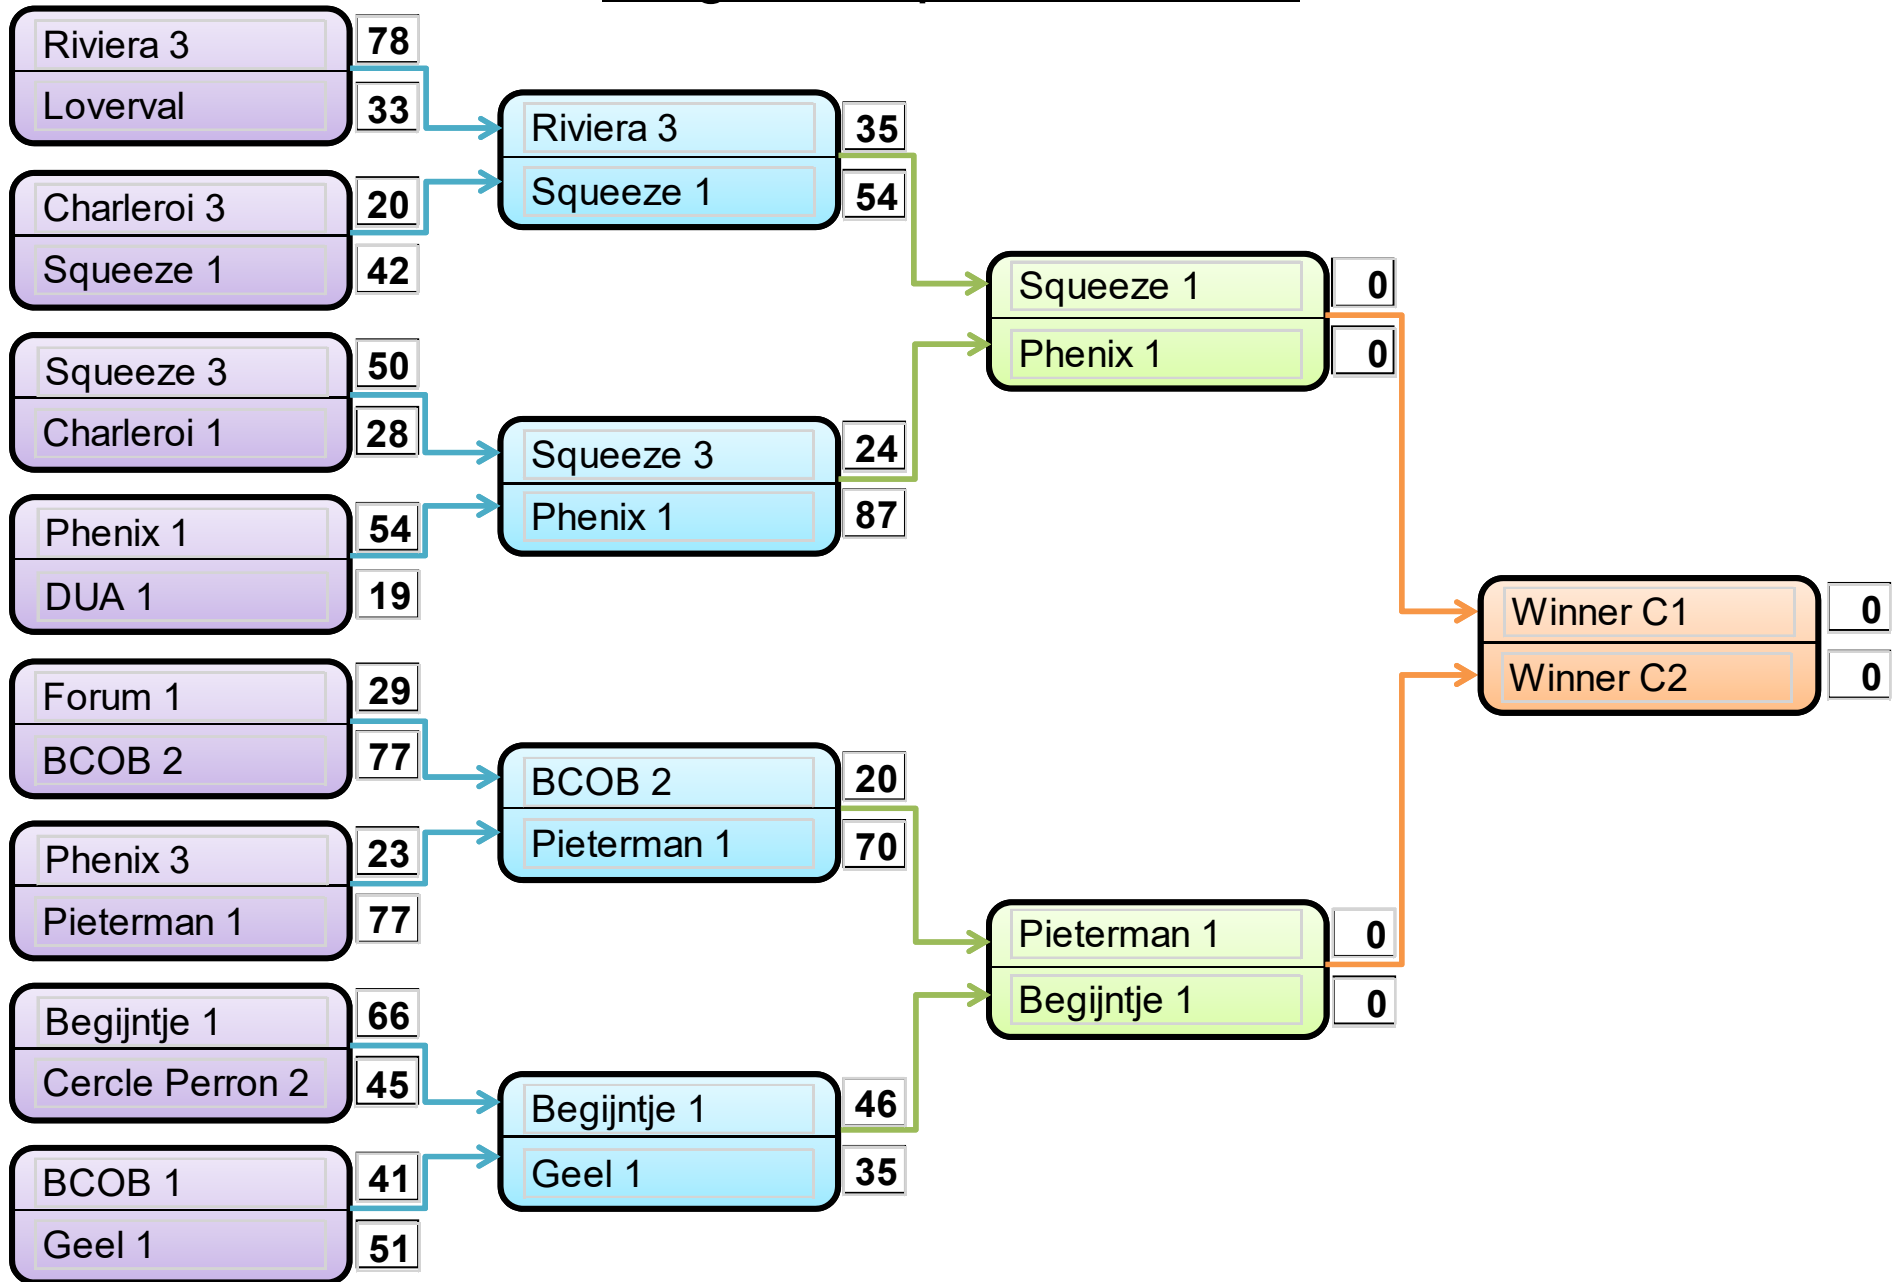 Riviera 3 78
Loverval 33
Charleroi 3 20
Squeeze 1 42
Squeeze 3 50
Charleroi 1 28
Phenix 1 54
DUA 1 19
Forum 1 29
BCOB 2 77
Phenix 3 23
Pieterman 1 77
Begijntje 1 66
Cercle Perron 2 45
BCOB 1 41
Geel 1 51
Riviera 3 35
Squeeze 1 54
Squeeze 3 24
Phenix 1 87
BCOB 2 20
Pieterman 1 70
Begijntje 1 46
Geel 1 35
Squeeze 1 0
Phenix 1 0
Pieterman 1 0
Begijntje 1 0
Winner C1 0
Winner C2 0